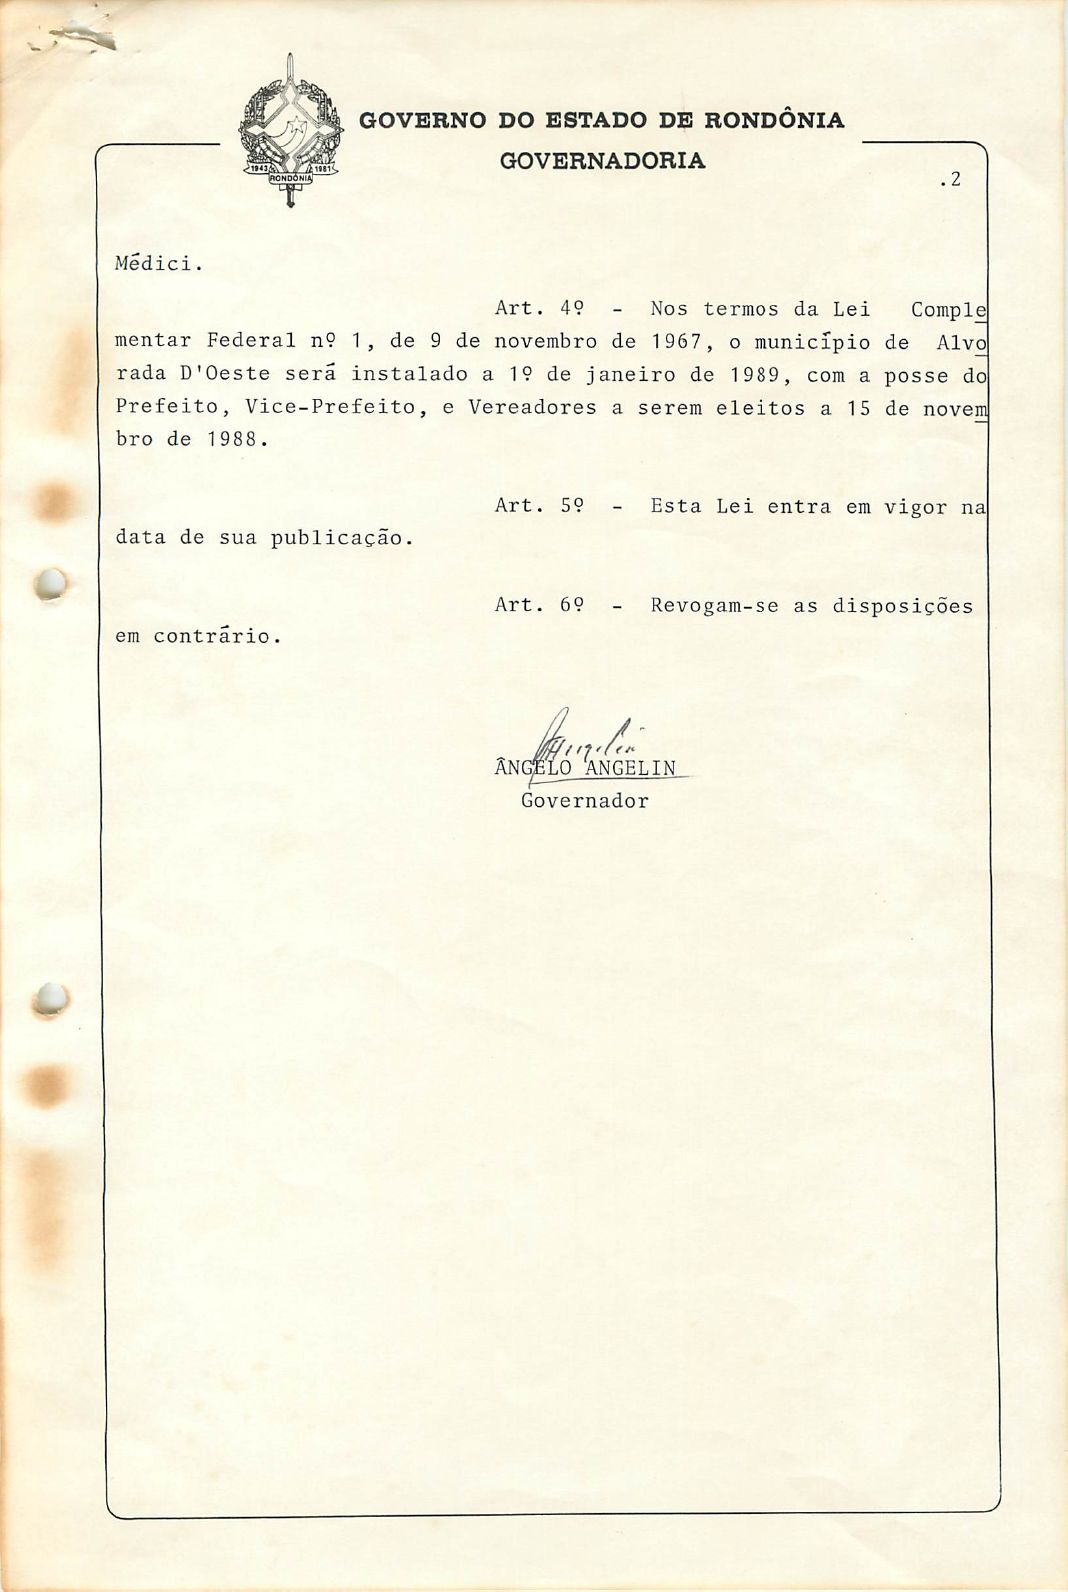 GOVERNO DO ESTADO DE RONDÔNIA
GOVERNADORIA
1943 1981
RONDÔNIA
.2
Médici.
Art. 4º - Nos termos da Lei Comple
mentar Federal nº 1, de 9 de novembro de 1967, o município de Alvo
rada D'Oeste será instalado a 1º de janeiro de 1989, com a posse do
Prefeito, Vice-Prefeito, e Vereadores a serem eleitos a 15 de novem
bro de 1988.
Art. 5º - Esta Lei entra em vigor na
data de sua publicação.
Art. 6º - Revogam-se as disposições
em contrário.
ÂNGELO ANGELIN
Governador